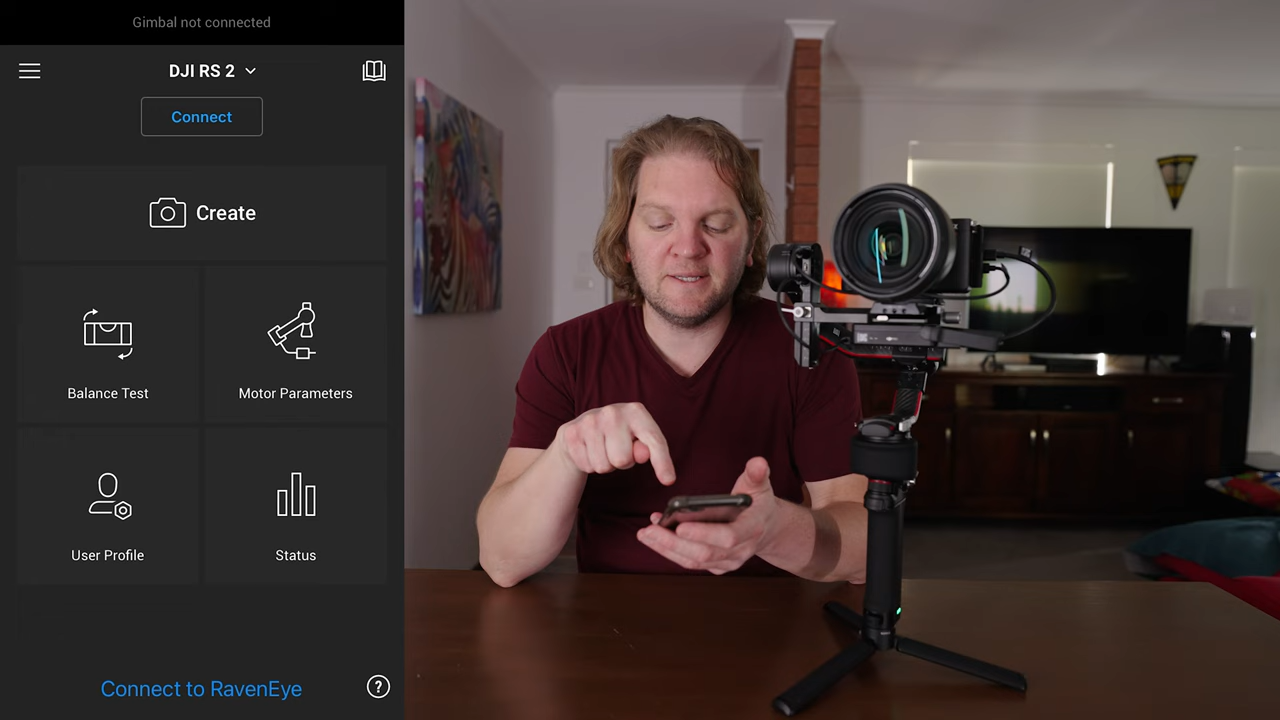 Gimbal not connected
DJI RS 2
Connect
Create
Balance Test
Motor Parameters
User Profile
Status
Connect to RavenEye
?